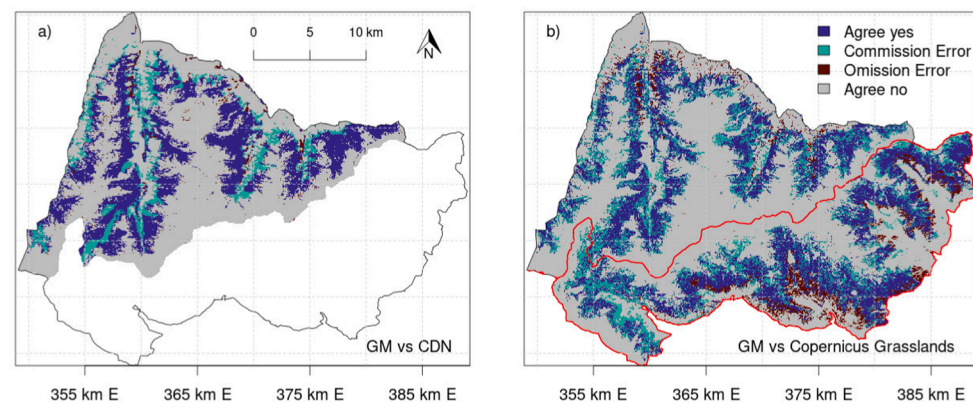 a)
0 5 10 km
N
GM vs CDN
355 km E 365 km E 375 km E 385 km E
b)
Agree yes
Commission Error
Omission Error
Agree no
GM vs Copernicus Grasslands
355 km E 365 km E 375 km E 385 km E